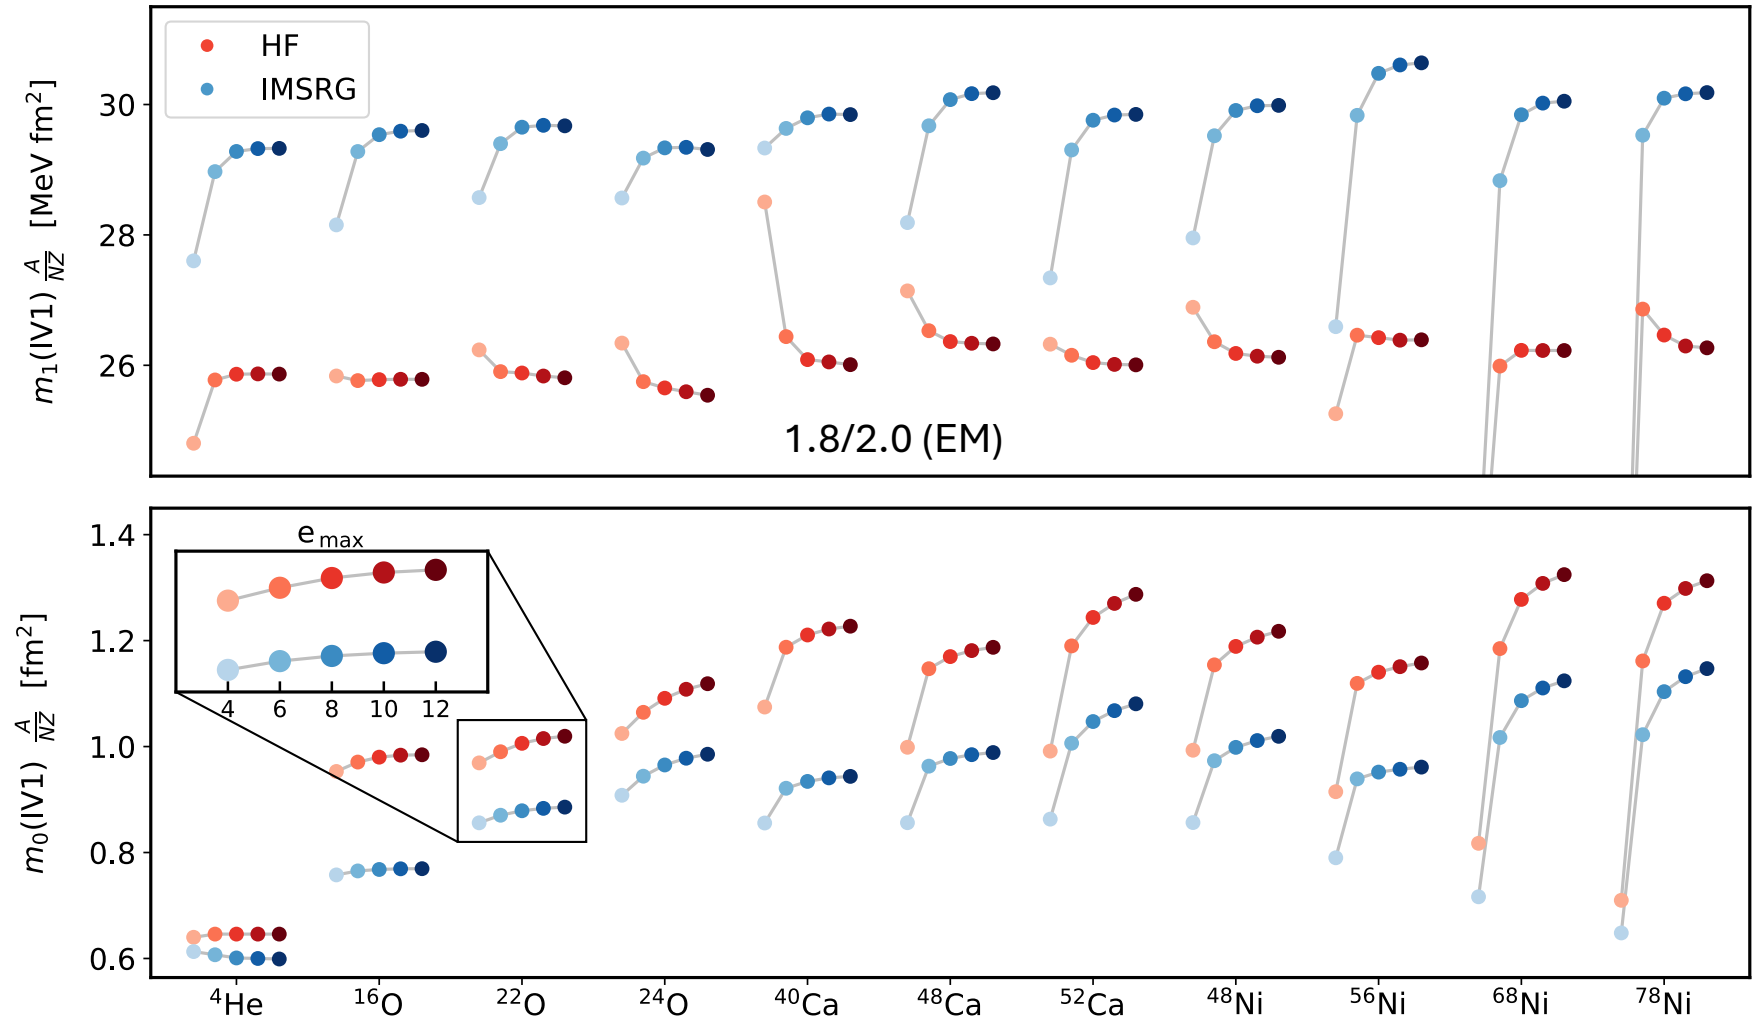 HF
IMSRG
m₁(IV1) A/NZ [MeV fm²]
30
28
26
1.8/2.0 (EM)
m₀(IV1) A/NZ [fm²]
1.4
1.2
1.0
0.8
0.6
e max
4 6 8 10 12
⁴He ¹⁶O ²²O ²⁴O ⁴⁰Ca ⁴⁸Ca ⁵²Ca ⁴⁸Ni ⁵⁶Ni ⁶⁸Ni ⁷⁸Ni